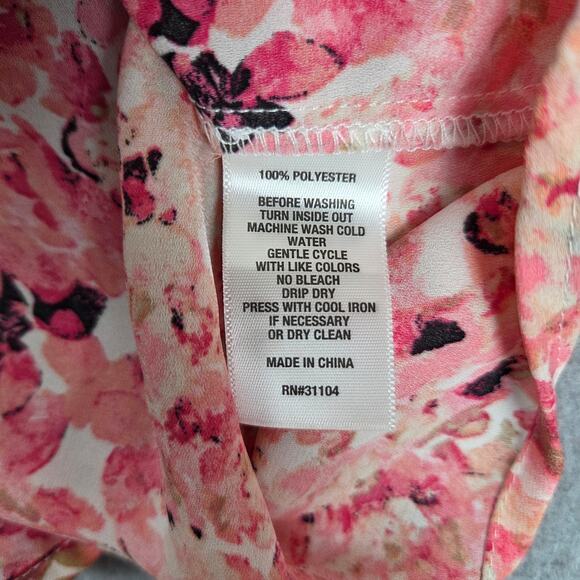 100% POLYESTER
BEFORE WASHING
TURN INSIDE OUT
MACHINE WASH COLD
WATER
GENTLE CYCLE
WITH LIKE COLORS
NO BLEACH
DRIP DRY
PRESS WITH COOL IRON
IF NECESSARY
OR DRY CLEAN
MADE IN CHINA
RN#31104